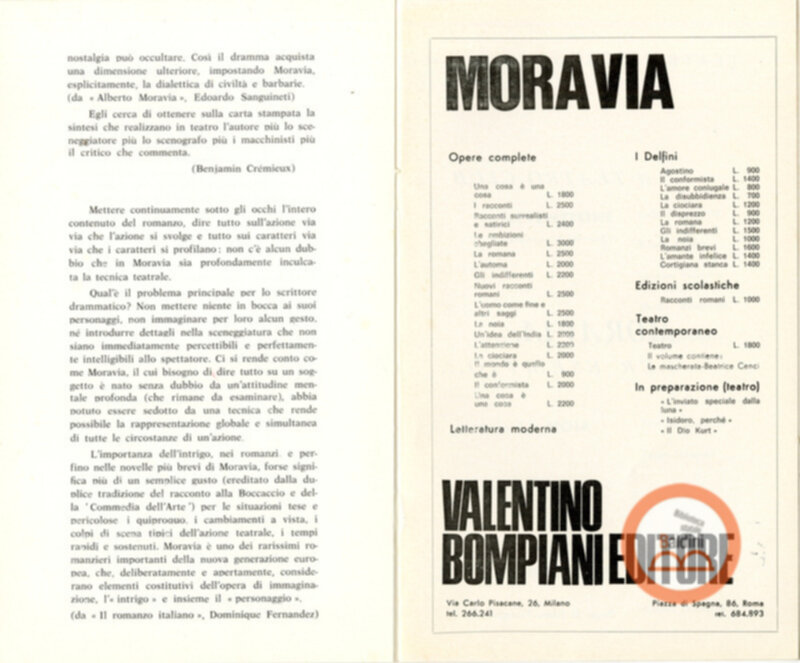 nostalgia può occultare. Così il dramma acquista
una dimensione ulteriore, impostando Moravia,
esplicitamente, la dialettica di civiltà e barbarie.
(da « Alberto Moravia », Edoardo Sanguineti)
Egli cerca di ottenere sulla carta stampata la
sintesi che realizzano in teatro l'autore più lo sce-
neggiatore più lo scenografo più i macchinisti più
il critico che commenta.
(Benjamin Crémieux)
Mettere continuamente sotto gli occhi l'intero
contenuto del romanzo, dire tutto sull'azione via
via che l'azione si svolge e tutto sui caratteri via
via che i caratteri si profilano: non c'è alcun dub-
bio che in Moravia sia profondamente inculca-
ta la tecnica teatrale.
Qual'è il problema principale per lo scrittore
drammatico? Non mettere niente in bocca ai suoi
personaggi, non immaginare per loro alcun gesto,
né introdurre dettagli nella sceneggiatura che non
siano immediatamente percettibili e perfettamen-
te intelligibili allo spettatore. Ci si rende conto co-
me Moravia, il cui bisogno di dire tutto su un sog-
getto è nato senza dubbio da un'attitudine men-
tale profonda (che rimane da esaminare), abbia
potuto essere sedotto da una tecnica che rende
possibile la rappresentazione globale e simultanea
di tutte le circostanze di un'azione.
L'importanza dell'intrigo, nei romanzi e per-
fino nelle novelle più brevi di Moravia, forse signi-
fica più di un semplice gusto (ereditato dalla du-
plice tradizione del racconto alla Boccaccio e del-
la 'Commedia dell'Arte') per le situazioni tese e
pericolose i quiproquo, i cambiamenti a vista, i
colpi di scena tipici dell'azione teatrale, i tempi
rapidi e sostenuti. Moravia è uno dei rarissimi ro-
manzieri importanti della nuova generazione euro-
pea, che, deliberatamente e apertamente, conside-
rano elementi costitutivi dell'opera di immagina-
zione, l'« intrigo » e insieme il « personaggio ».
(da « Il romanzo italiano », Dominique Fernandez)
MORAVIA
Opere complete
Una cosa è una
cosa L. 1800
I racconti L. 2500
Racconti surrealisti
e satirici L. 2400
Le ambizioni
sbagliate L. 3000
La romana L. 2500
L'automa L. 2000
Gli indifferenti L. 2200
Nuovi racconti
romani L. 2500
L'uomo come fine e
altri saggi L. 2500
La noia L. 1800
Un'idea dell'India L. 2000
L'attenzione L. 2200
La ciociara L. 2000
Il mondo è quello
che è L. 900
Il conformista L. 2000
Una cosa è
una cosa L. 2200
Letteratura moderna
I Delfini
Agostino L. 900
Il conformista L. 1400
L'amore coniugale L. 800
La disubbidienza L. 700
La ciociara L. 1200
Il disprezzo L. 900
La romana L. 1200
Gli indifferenti L. 1500
La noia L. 1000
Romanzi brevi L. 1600
L'amante infelice L. 1400
Cortigiana stanca L. 1400
Edizioni scolastiche
Racconti romani L. 1000
Teatro
contemporaneo
Teatro L. 1800
Il volume contiene:
La mascherata-Beatrice Cenci
In preparazione (teatro)
« L'inviato speciale dalla
luna »
« Isidoro, perché »
« Il Dio Kurt »
VALENTINO
BOMPIANI EDITORE
Via Carlo Pisacane, 26, Milano
tel. 266.241
Piazza di Spagna, 86, Roma
tel. 684.893
Biblioteca
statale
Baldini
B